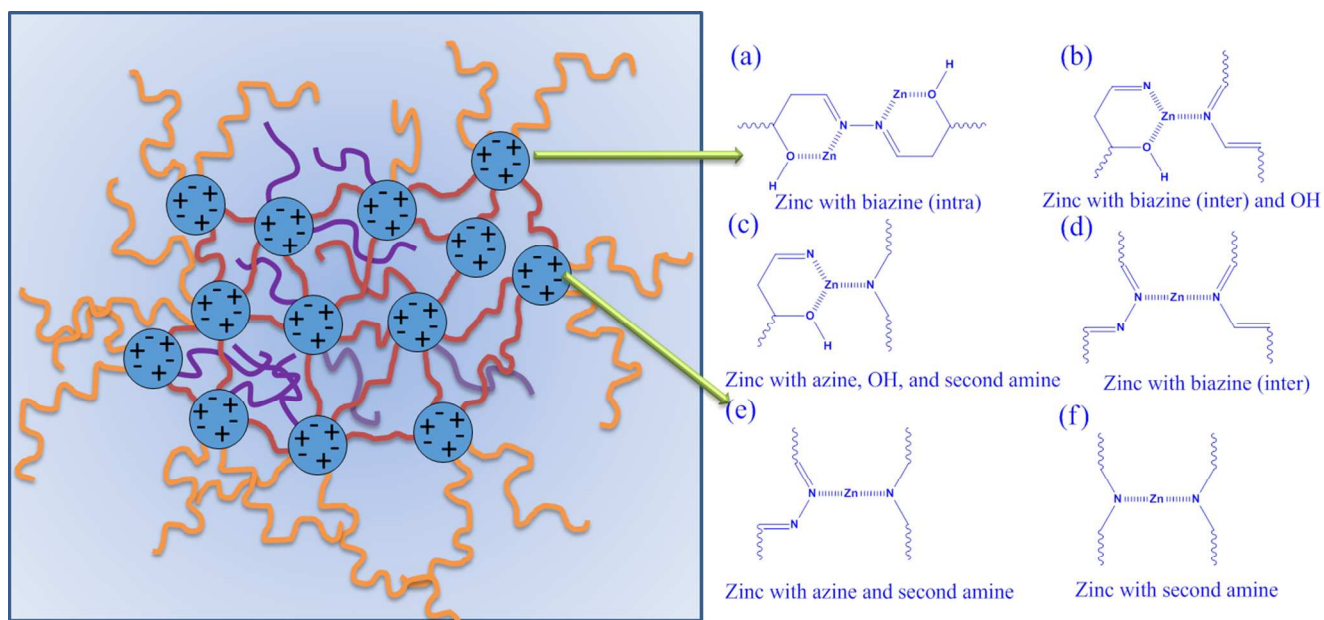 (a)
H
Zn
O
N
N
O
Zn
H
Zinc with biazine (intra)
(b)
N
Zn
N
O
H
Zinc with biazine (inter) and OH
(c)
N
Zn
N
O
H
Zinc with azine, OH, and second amine
(d)
N
Zn
N
N
Zinc with biazine (inter)
(e)
N
Zn
N
N
Zinc with azine and second amine
(f)
N
Zn
N
Zinc with second amine